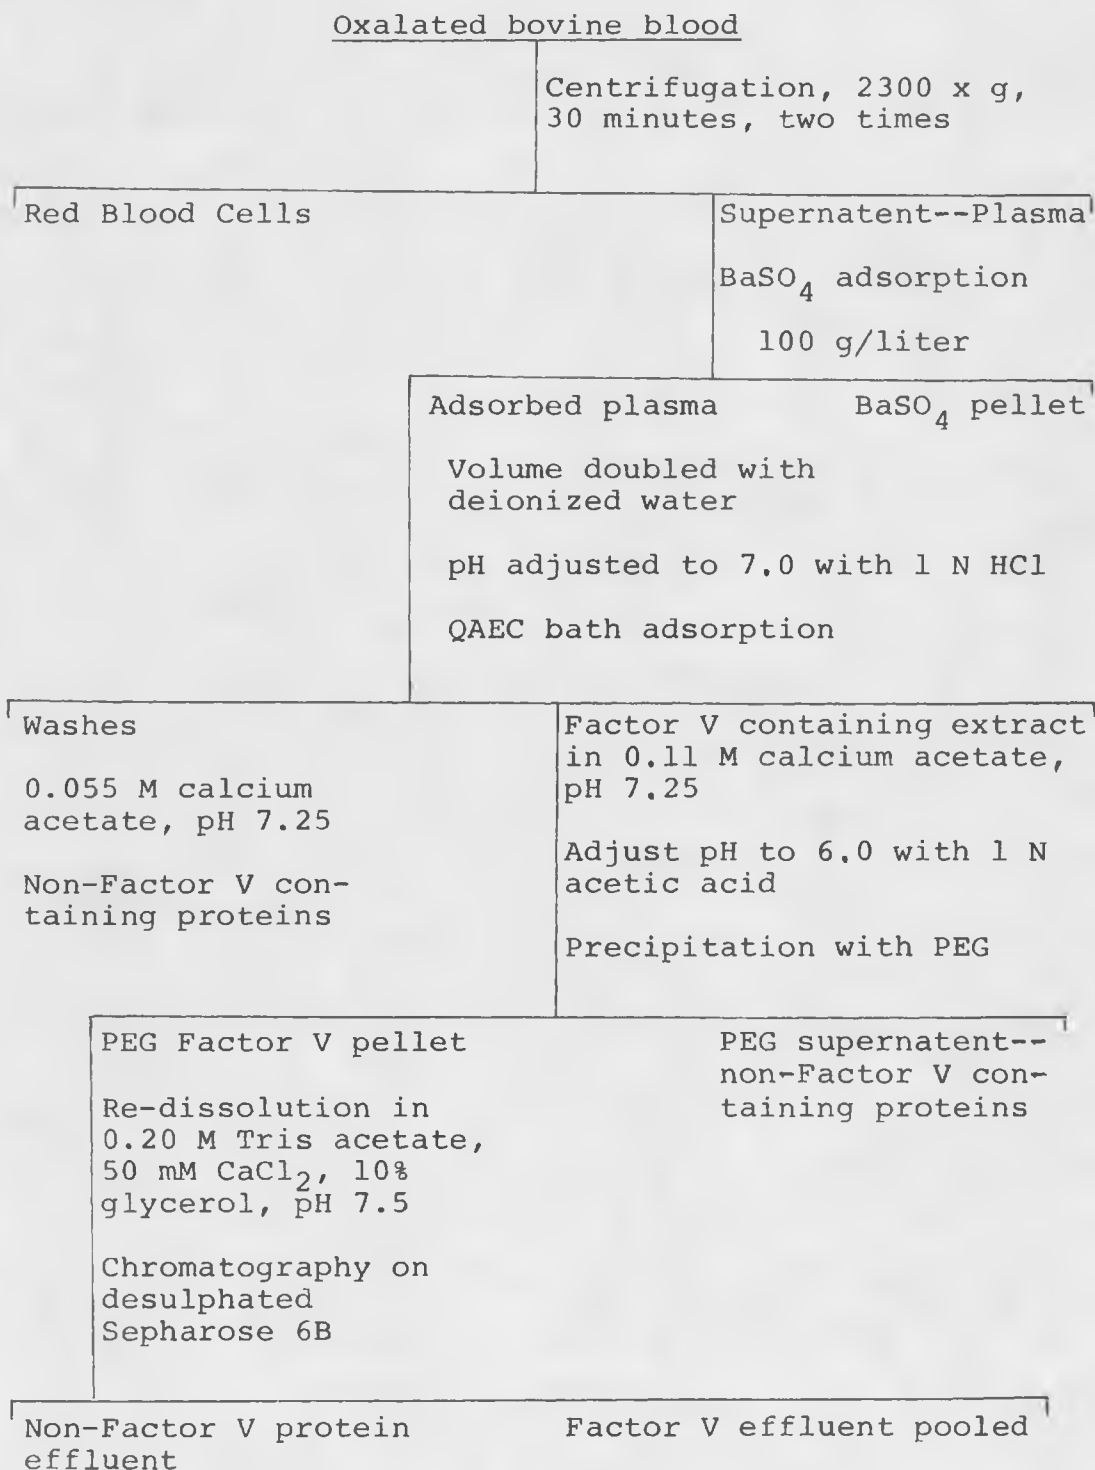 Oxalated bovine blood
Centrifugation, 2300 x g,
30 minutes, two times
Red Blood Cells
Supernatent--Plasma
BaSO4 adsorption
100 g/liter
Adsorbed plasma
BaSO4 pellet
Volume doubled with
deionized water
pH adjusted to 7.0 with 1 N HCl
QAEC bath adsorption
Washes
0.055 M calcium
acetate, pH 7.25
Non-Factor V con-
taining proteins
Factor V containing extract
in 0.11 M calcium acetate,
pH 7.25
Adjust pH to 6.0 with 1 N
acetic acid
Precipitation with PEG
PEG Factor V pellet
Re-dissolution in
0.20 M Tris acetate,
50 mM CaCl2, 10%
glycerol, pH 7.5
Chromatography on
desulphated
Sepharose 6B
PEG supernatent--
non-Factor V con-
taining proteins
Non-Factor V protein
effluent
Factor V effluent pooled